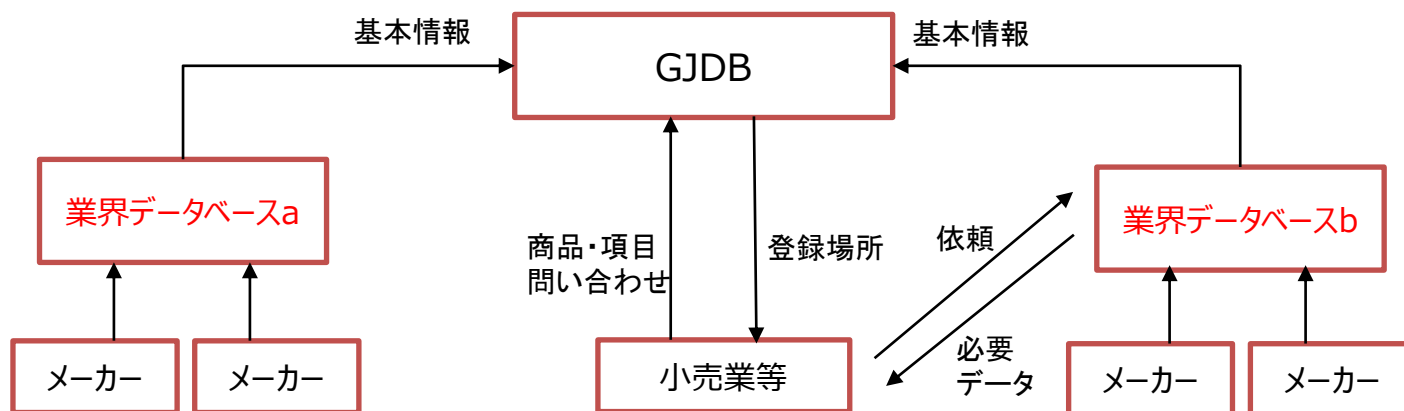 基本情報
GJDB
基本情報
業界データベースa
商品・項目
問い合わせ
登録場所
依頼
業界データベースb
必要
データ
メーカー
メーカー
小売業等
メーカー
メーカー